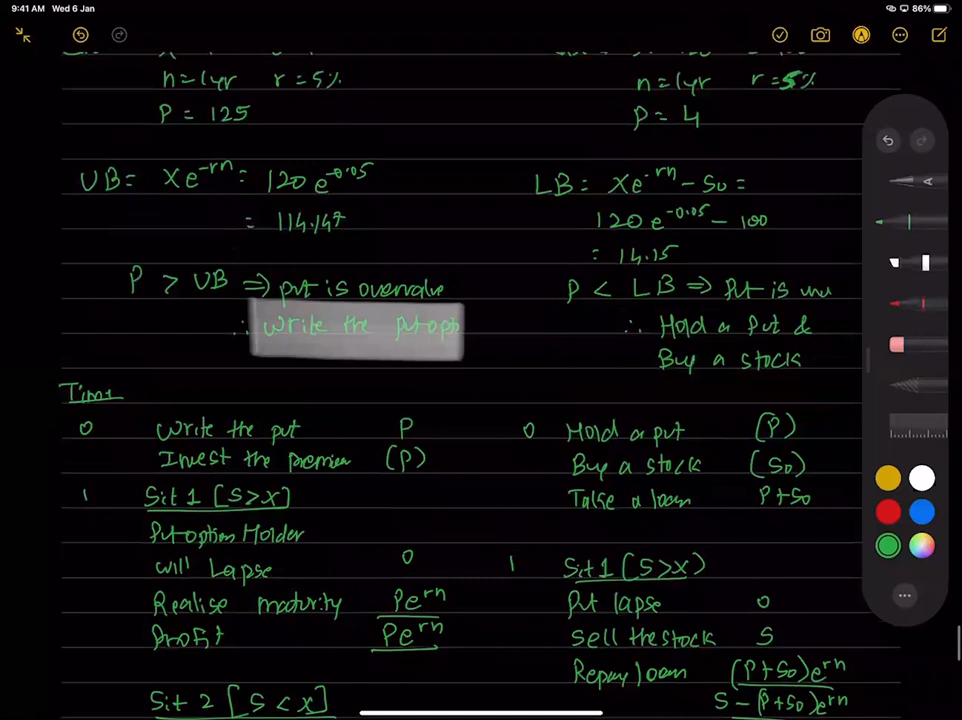 9:41 AM Wed 6 Jan
86%
n=1yr r=5%
P = 125
UB= Xe^-rn = 120e^-0.05
= 114.147
P > UB ⇒ put is overvalue
∴ Write the put opti
Time
0 Write the put P
Invest the premium (P)
1 Sit 1 [S>X]
Put option Holder
will Lapse 0
Realise maturity Pe^rn
Profit Pe^rn
Sit 2 [S<X]
n=1yr r=5%
P= 4
LB= Xe^-rn - S0 =
120e^-0.05 - 100
= 14.15
P < LB ⇒ Put is
∴ Hold a Put &
Buy a stock
0 Hold a put (P)
Buy a stock (S0)
Take a loan P+S0
1 Sit 1 [S>X)
Put lapse 0
Sell the stock S
Repay loan (P+S0)e^rn
S-(P+S0)e^rn